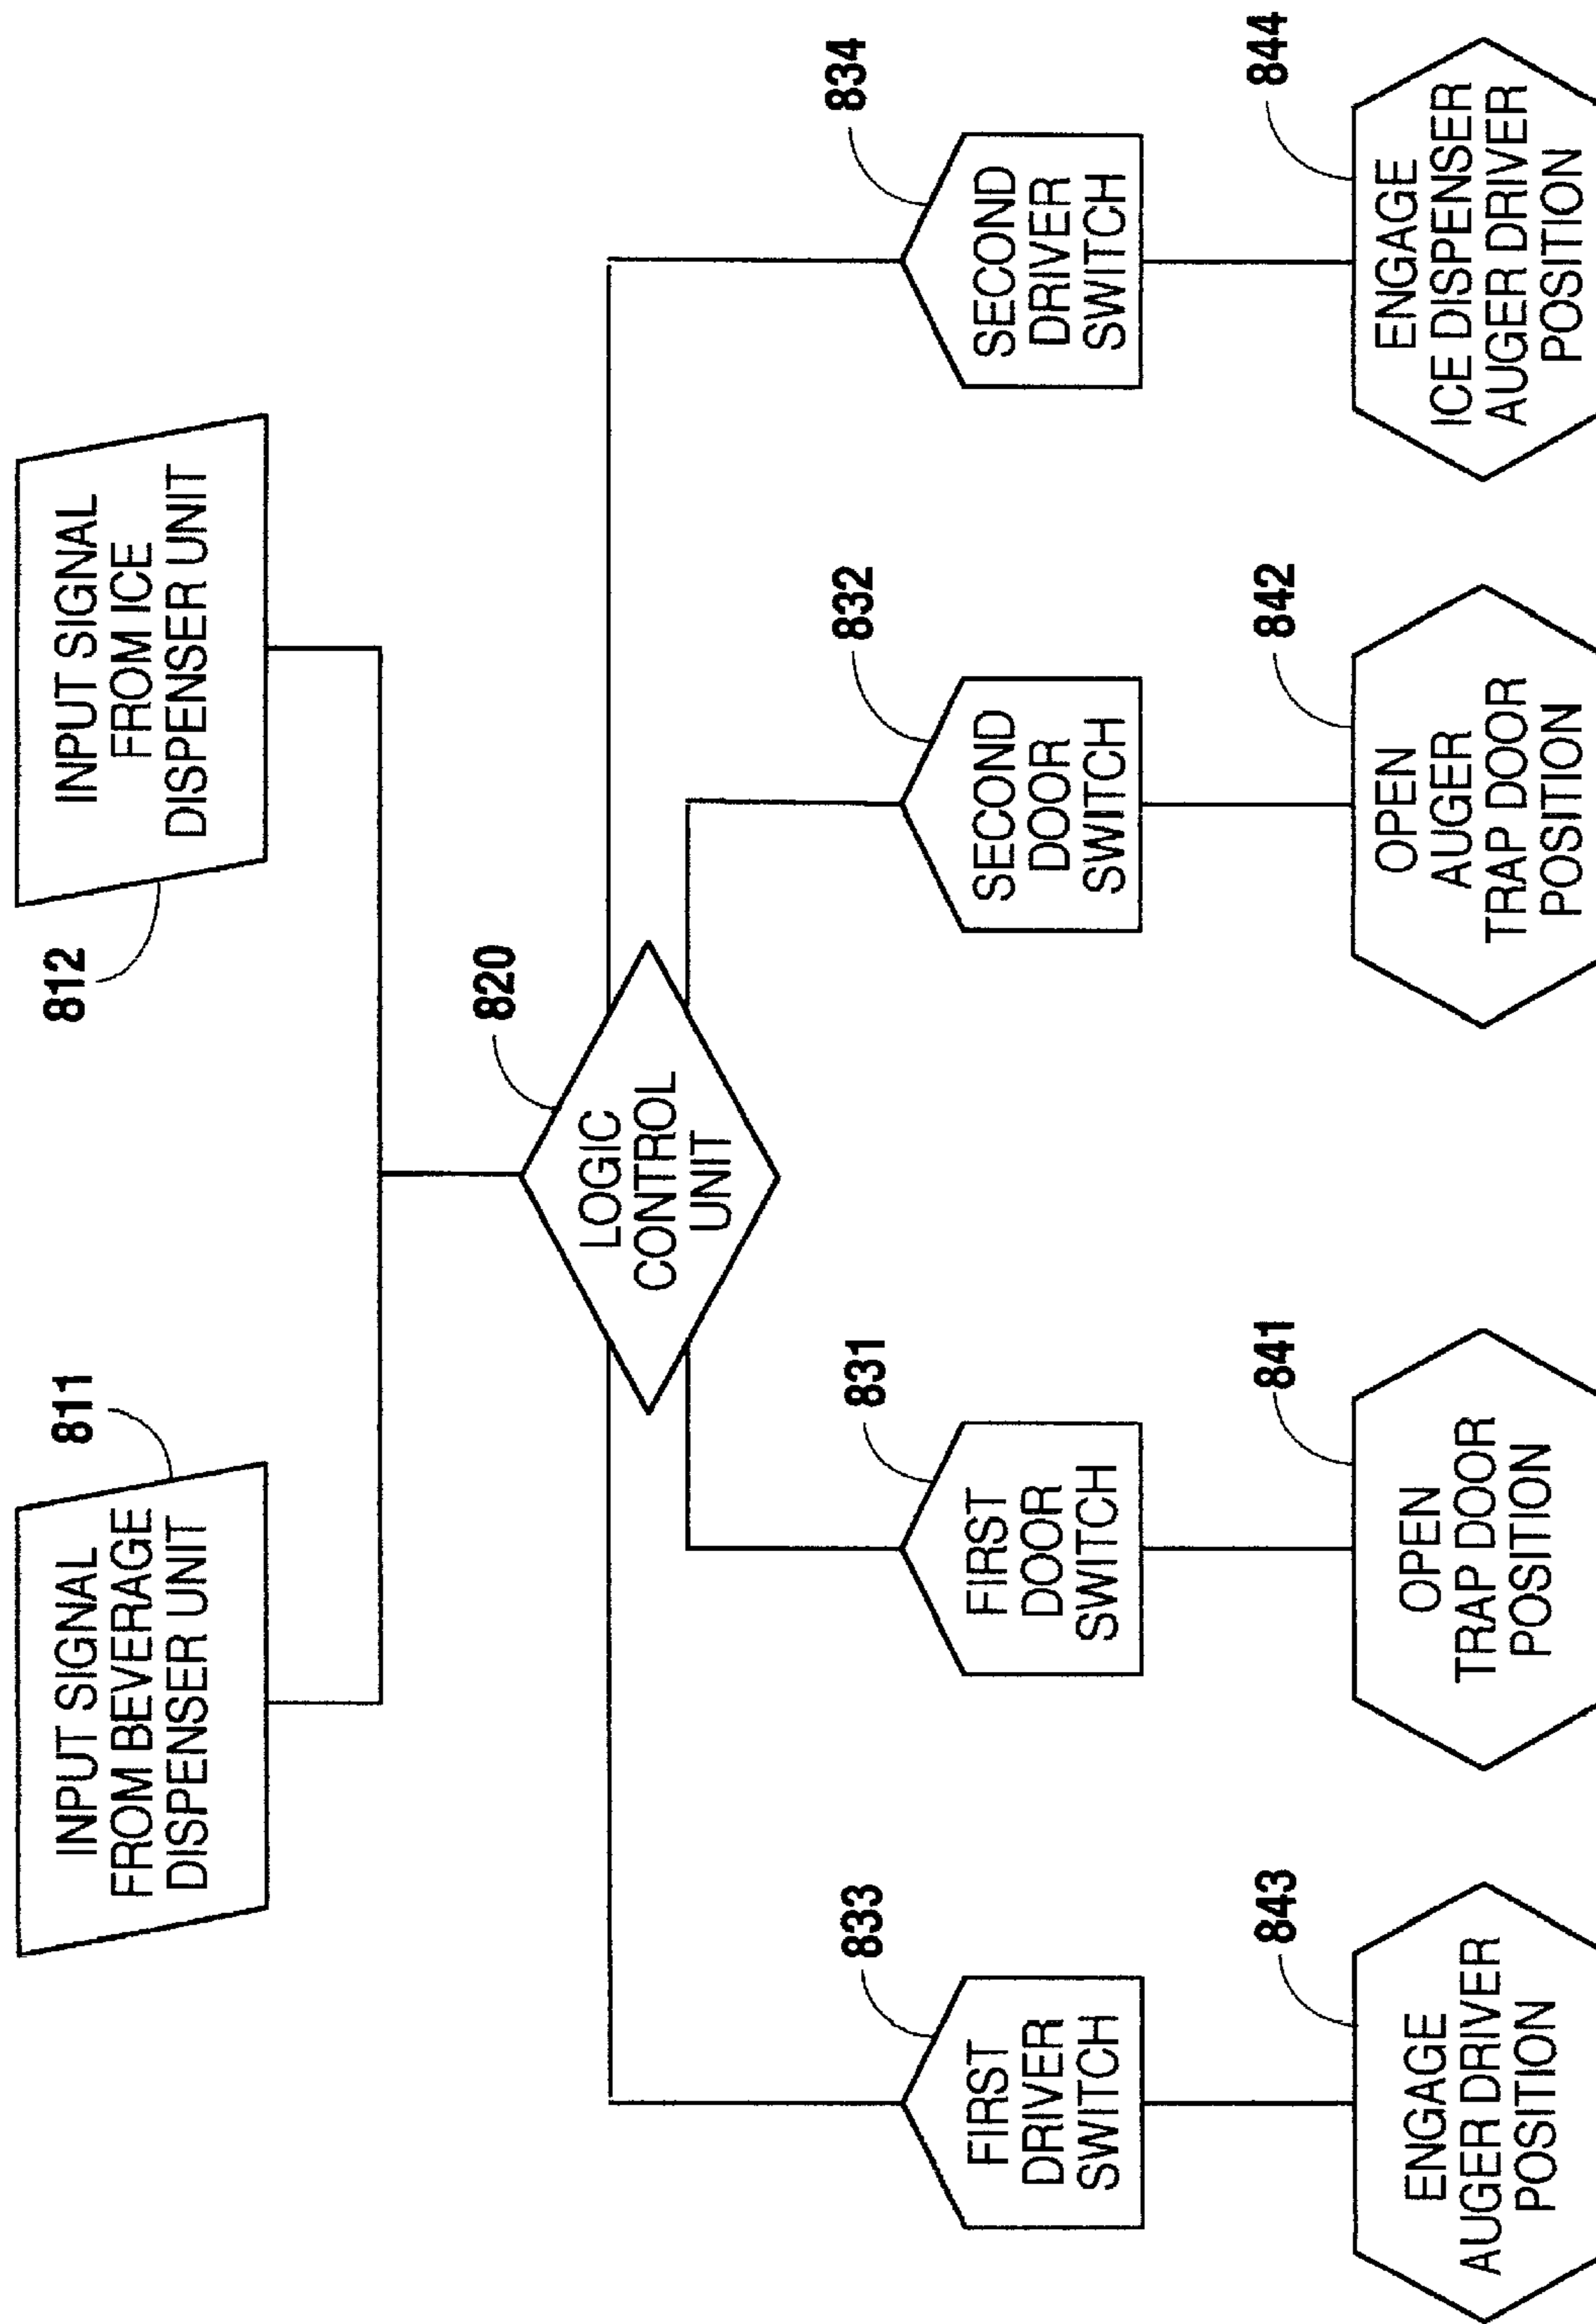 811
INPUT SIGNAL
FROM BEVERAGE
DISPENSER UNIT
812
INPUT SIGNAL
FROM ICE
DISPENSER UNIT
820
LOGIC
CONTROL
UNIT
833
FIRST
DRIVER
SWITCH
831
FIRST
DOOR
SWITCH
832
SECOND
DOOR
SWITCH
834
SECOND
DRIVER
SWITCH
843
ENGAGE
AUGER DRIVER
POSITION
841
OPEN
TRAP DOOR
POSITION
842
OPEN
AUGER
TRAP DOOR
POSITION
844
ENGAGE
ICE DISPENSER
AUGER DRIVER
POSITION